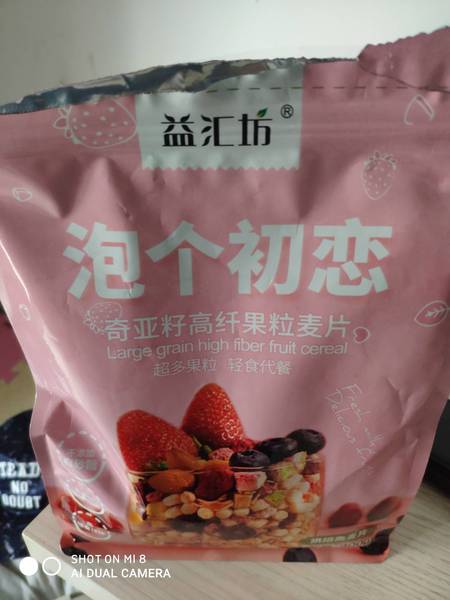 益汇坊®
泡个初恋
奇亚籽高纤果粒麦片
Large grain high fiber fruit cereal
超多果粒 轻食代餐
NO
SHOT ON MI 8
AI DUAL CAMERA